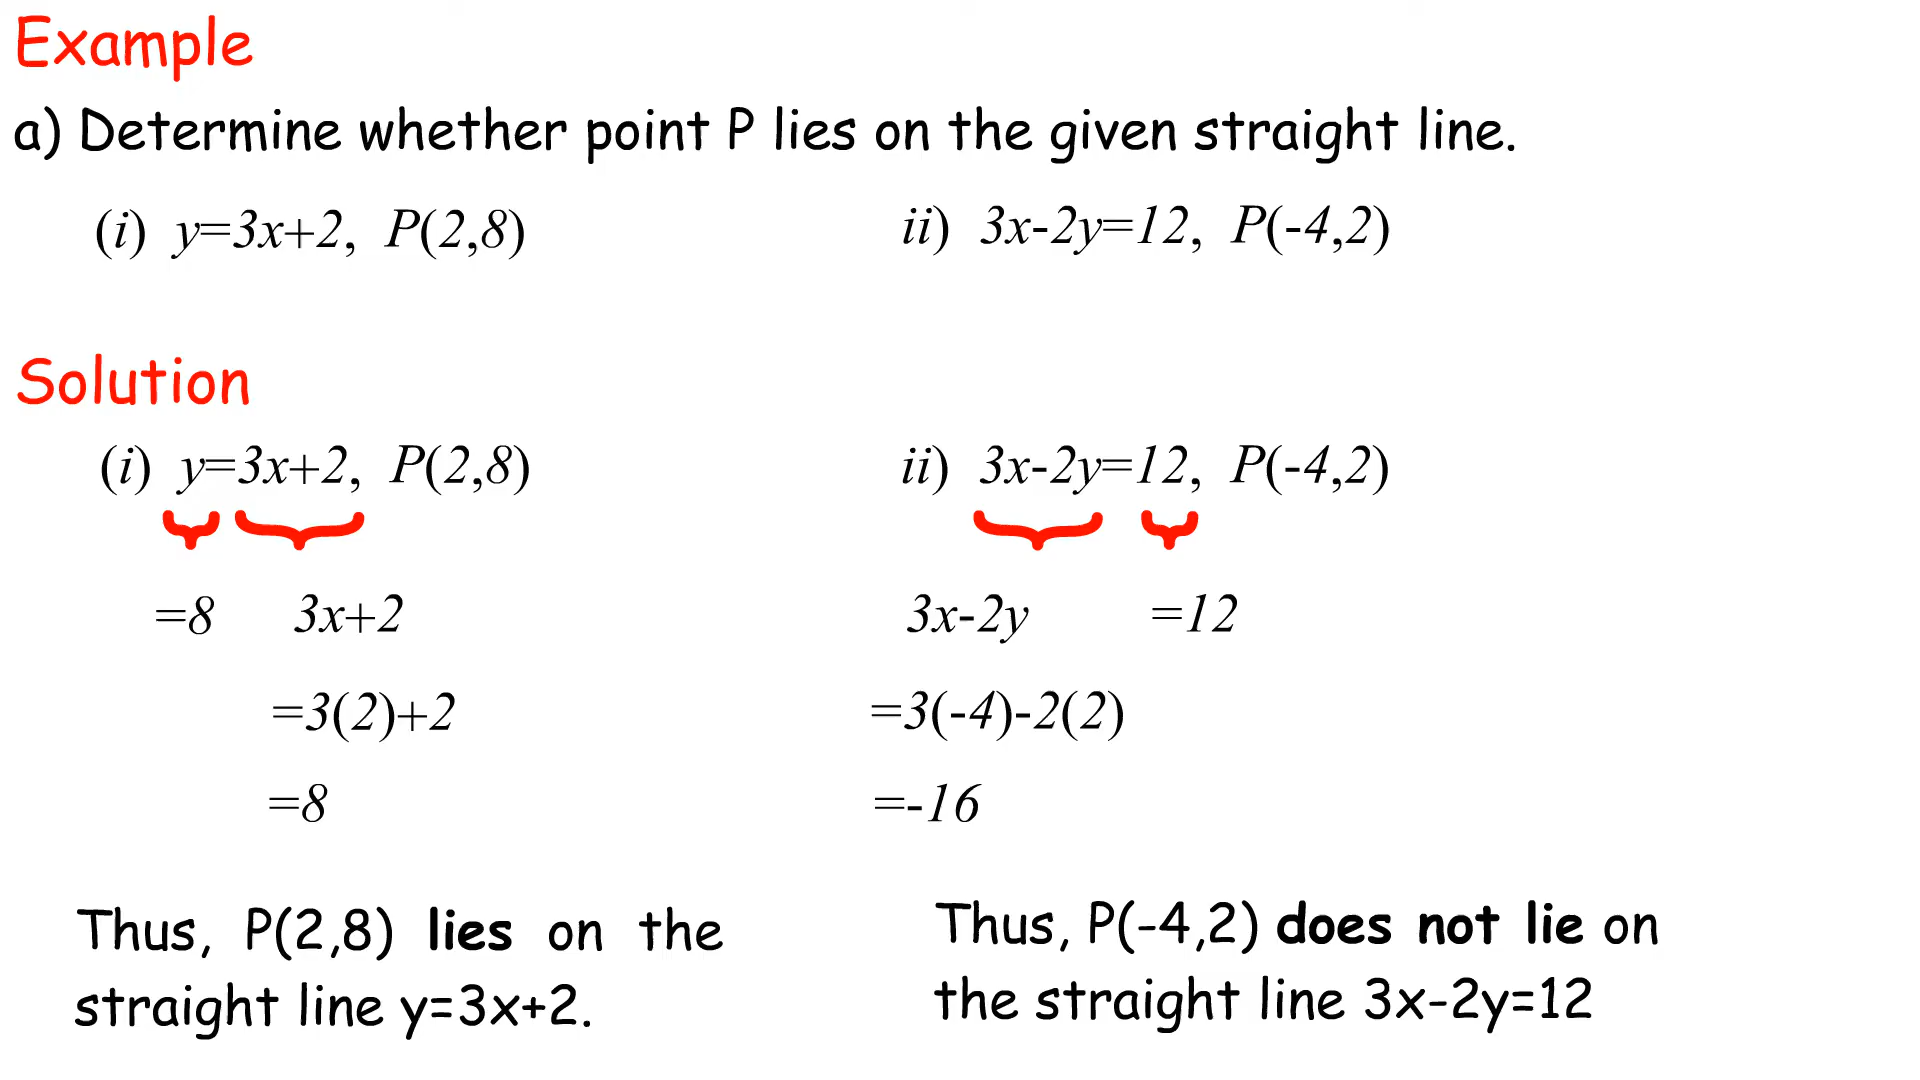 Example
a) Determine whether point P lies on the given straight line.
(i) y=3x+2, P(2,8)
ii) 3x-2y=12, P(-4,2)
Solution
(i) y=3x+2, P(2,8)
=8 3x+2
=3(2)+2
=8
Thus, P(2,8) lies on the
straight line y=3x+2.
ii) 3x-2y=12, P(-4,2)
3x-2y =12
=3(-4)-2(2)
=-16
Thus, P(-4,2) does not lie on
the straight line 3x-2y=12